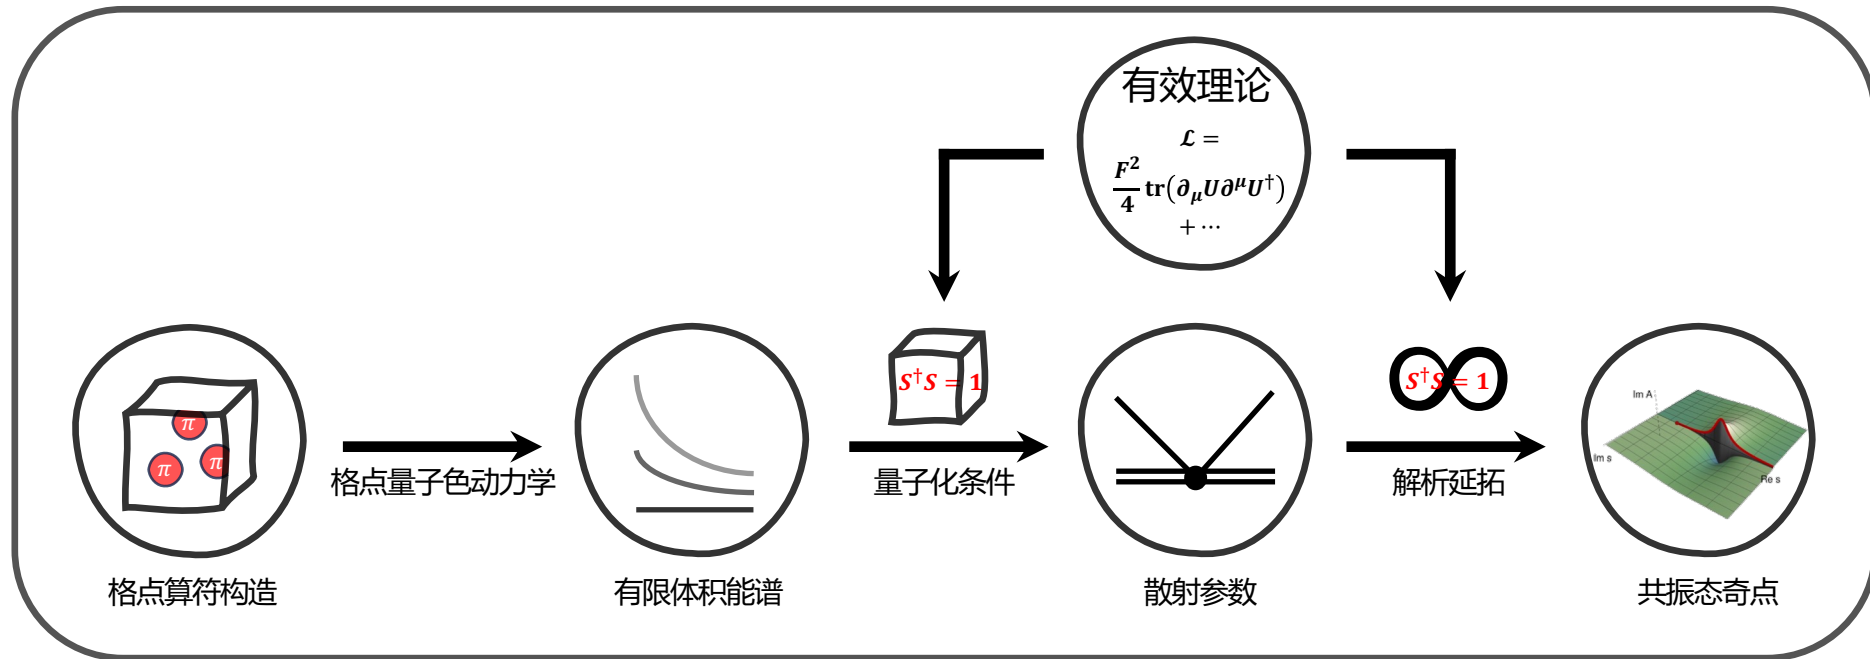 有效理论
𝓛 =
F²/4 tr(∂_μU∂^μU†)
+ ⋯
S†S = 1
S†S = 1
π
π
π
Im A
Im s
Re s
格点量子色动力学
量子化条件
解析延拓
格点算符构造
有限体积能谱
散射参数
共振态奇点